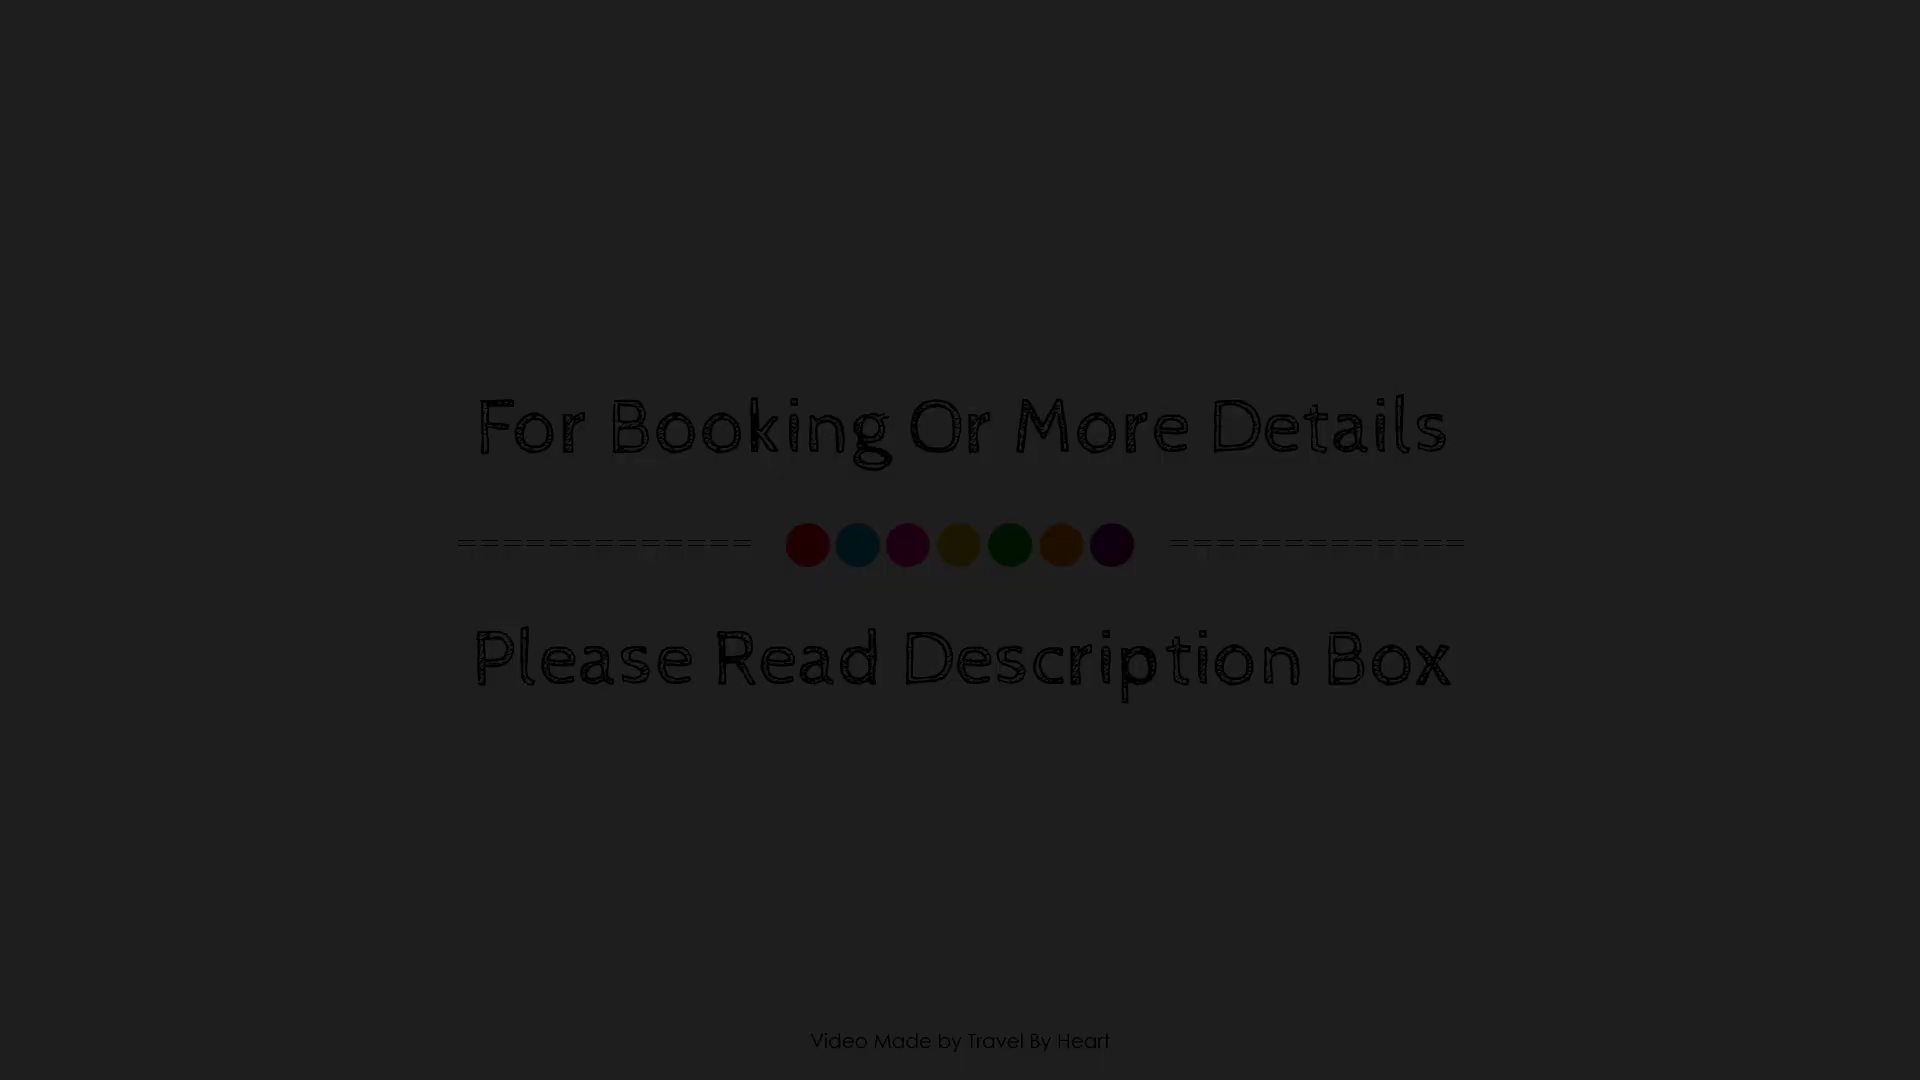 For Booking Or More Details
============= =============
Please Read Description Box
Video Made by Travel By Heart